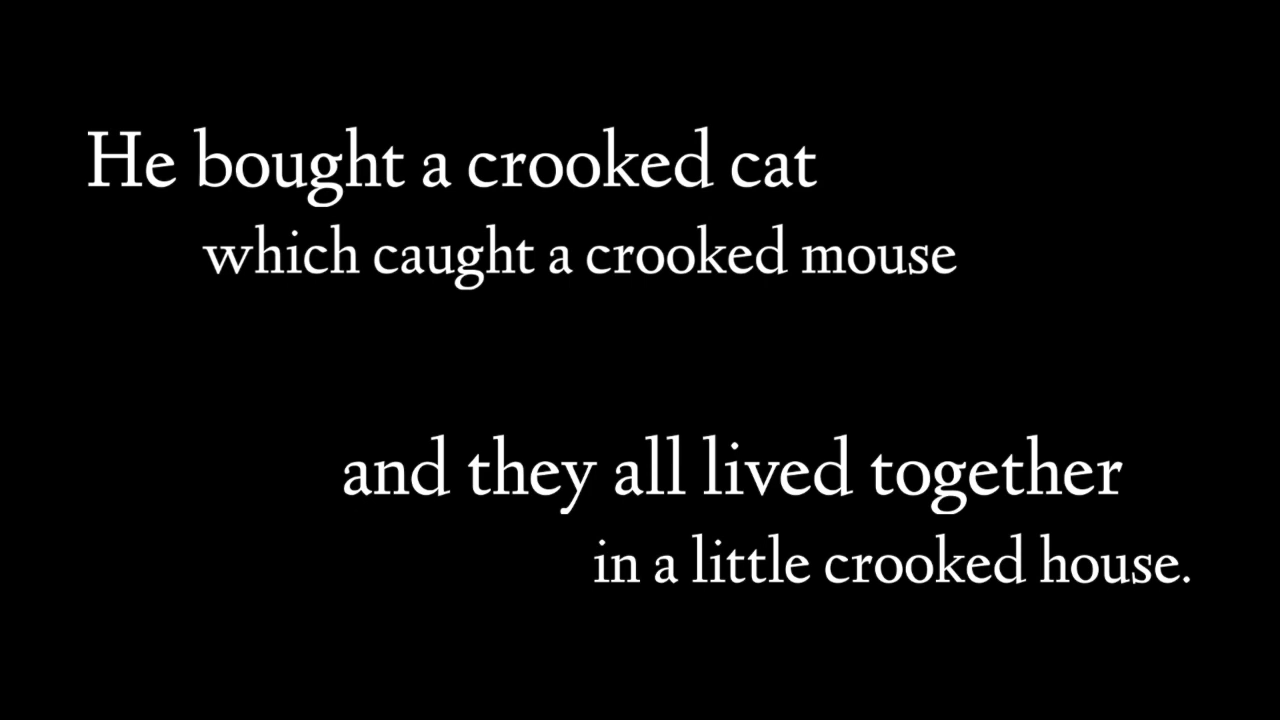 He bought a crooked cat
which caught a crooked mouse
and they all lived together
in a little crooked house.